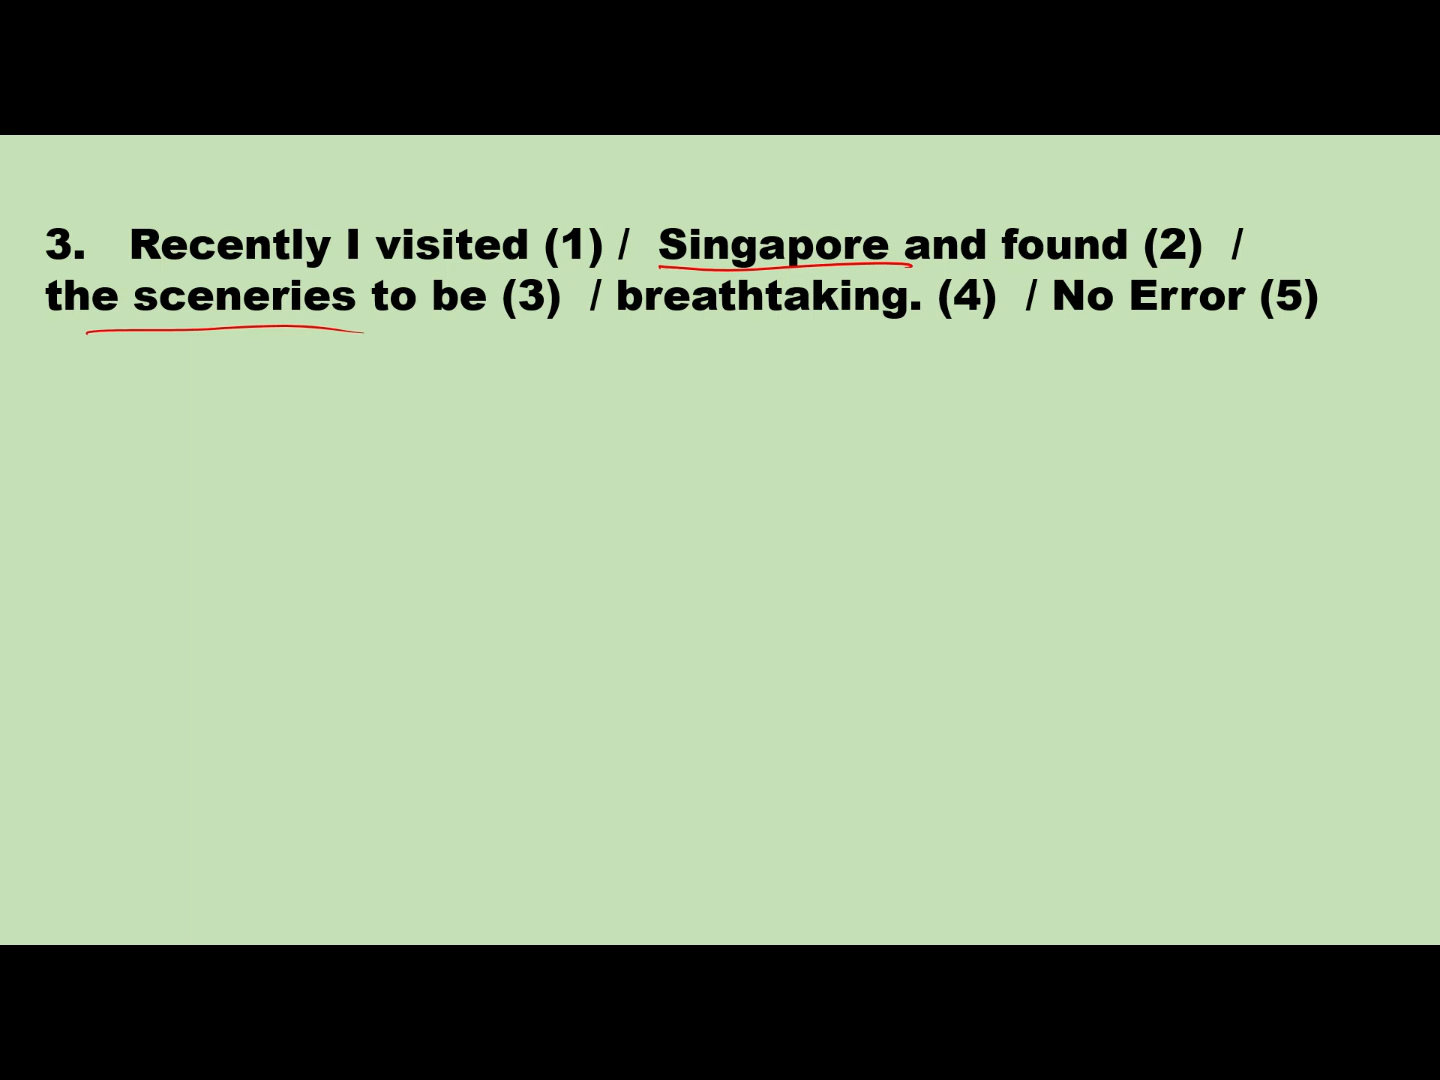 3. Recently I visited (1) / Singapore and found (2) /
the sceneries to be (3) / breathtaking. (4) / No Error (5)